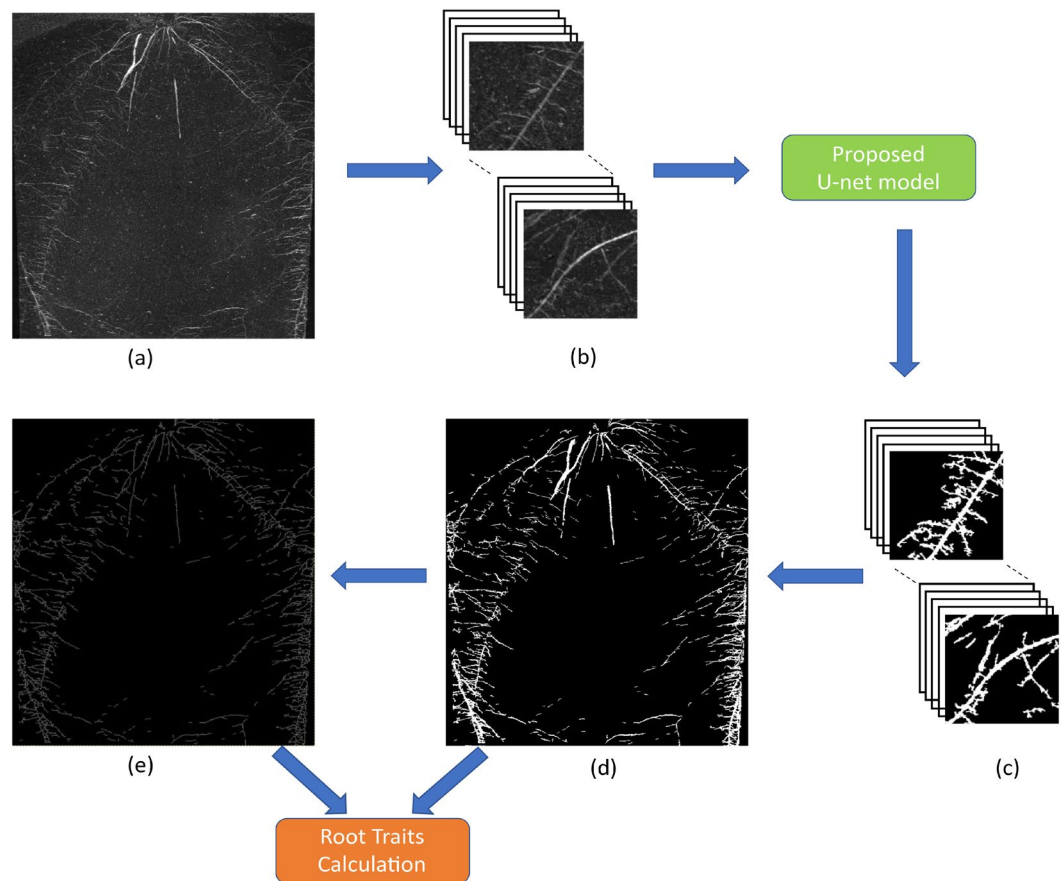 Proposed
U-net model
(a)
(b)
(e)
(d)
(c)
Root Traits
Calculation